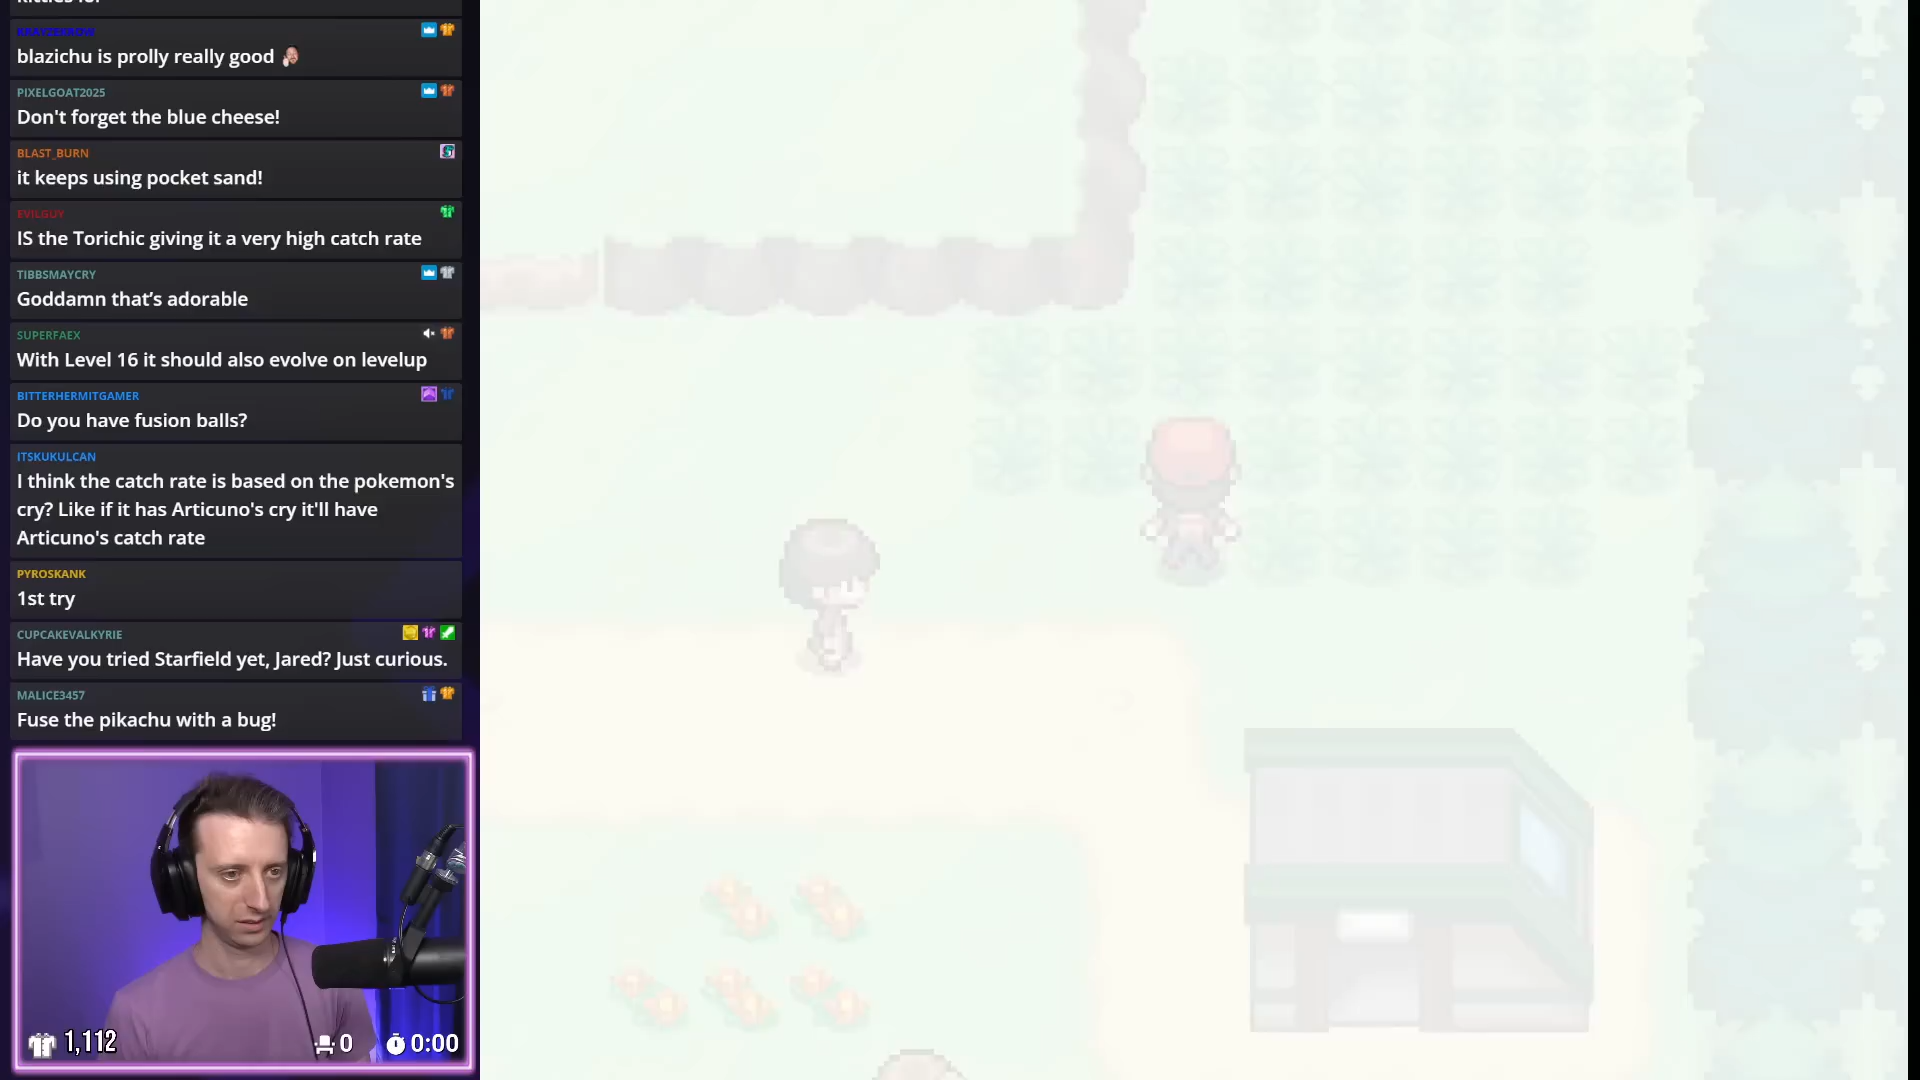 blazichu is prolly really good
PIXELGOAT2025
Don't forget the blue cheese!
BLAST_BURN
it keeps using pocket sand!
EVILGUY
IS the Torichic giving it a very high catch rate
TIBBSMAYCRY
Goddamn that's adorable
SUPERFAEX
With Level 16 it should also evolve on levelup
BITTERHERMITGAMER
Do you have fusion balls?
ITSKUKULCAN
I think the catch rate is based on the pokemon's
cry? Like if it has Articuno's cry it'll have
Articuno's catch rate
PYROSKANK
1st try
CUPCAKEVALKYRIE
Have you tried Starfield yet, Jared? Just curious.
MALICE3457
Fuse the pikachu with a bug!
1,112
0
0:00